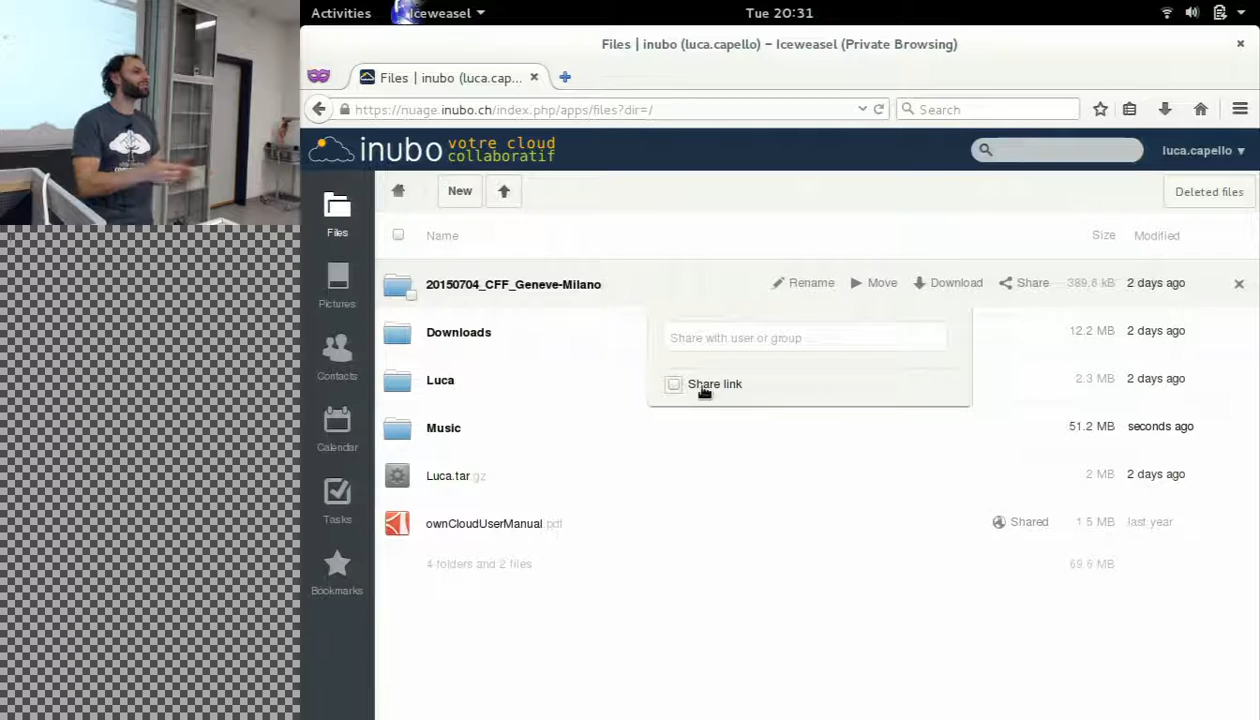 Activities Iceweasel Tue 20:31
Files | inubo (luca.capello) – Iceweasel (Private Browsing)
Files | inubo (luca.cap...
https://nuage.inubo.ch/index.php/apps/files?dir=/ Search
inubo votre cloud collaboratif luca.capello
New Deleted files
Files
Name Size Modified
20150704_CFF_Geneve-Milano Rename Move Download Share 389.6 kB 2 days ago
Pictures
Share with user or group ...
Downloads 12.2 MB 2 days ago
Contacts
Share link
Luca 2.3 MB 2 days ago
Music 51.2 MB seconds ago
Calendar
Luca.tar.gz 2 MB 2 days ago
Tasks
ownCloudUserManual.pdf Shared 1.5 MB last year
4 folders and 2 files 69.6 MB
Bookmarks